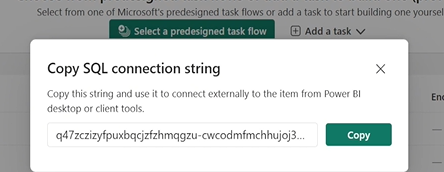 Select from one of Microsoft's predesigned task flows or add a task to start building one yourse
Select a predesigned task flow
Add a task
Copy SQL connection string
Copy this string and use it to connect externally to the item from Power BI
desktop or client tools.
q47zczizyfpuxbqcjzfzhmqgzu-cwcodmfmchhujoj3...
Copy